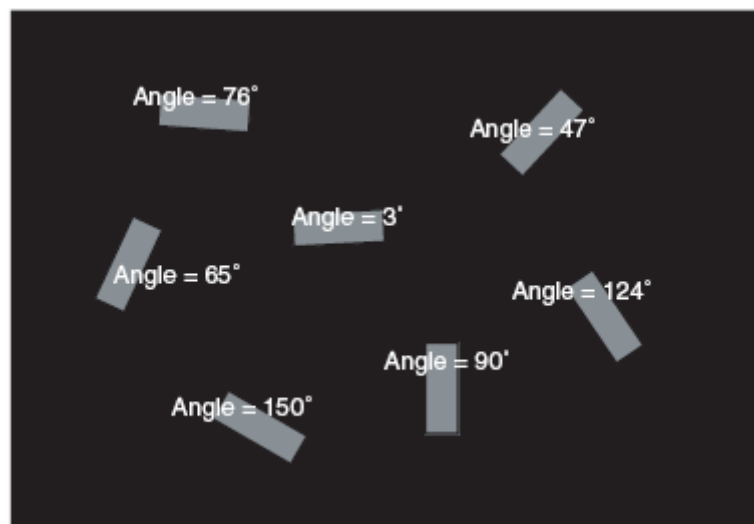 Angle = 76°
Angle = 47°
Angle = 3°
Angle = 65°
Angle = 124°
Angle = 90°
Angle = 150°